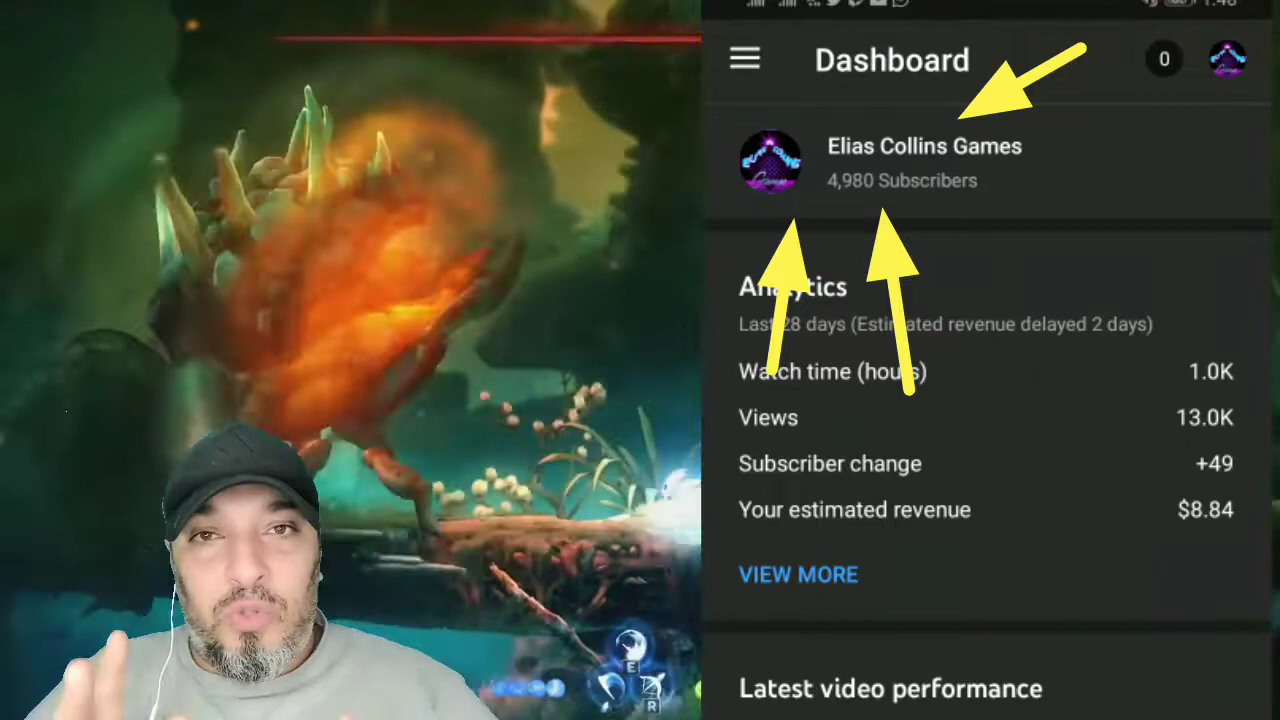 1:48
Dashboard
0
Elias Collins Games
4,980 Subscribers
Analytics
Last 28 days (Estimated revenue delayed 2 days)
Watch time (hours) 1.0K
Views 13.0K
Subscriber change +49
Your estimated revenue $8.84
VIEW MORE
Latest video performance
E
R